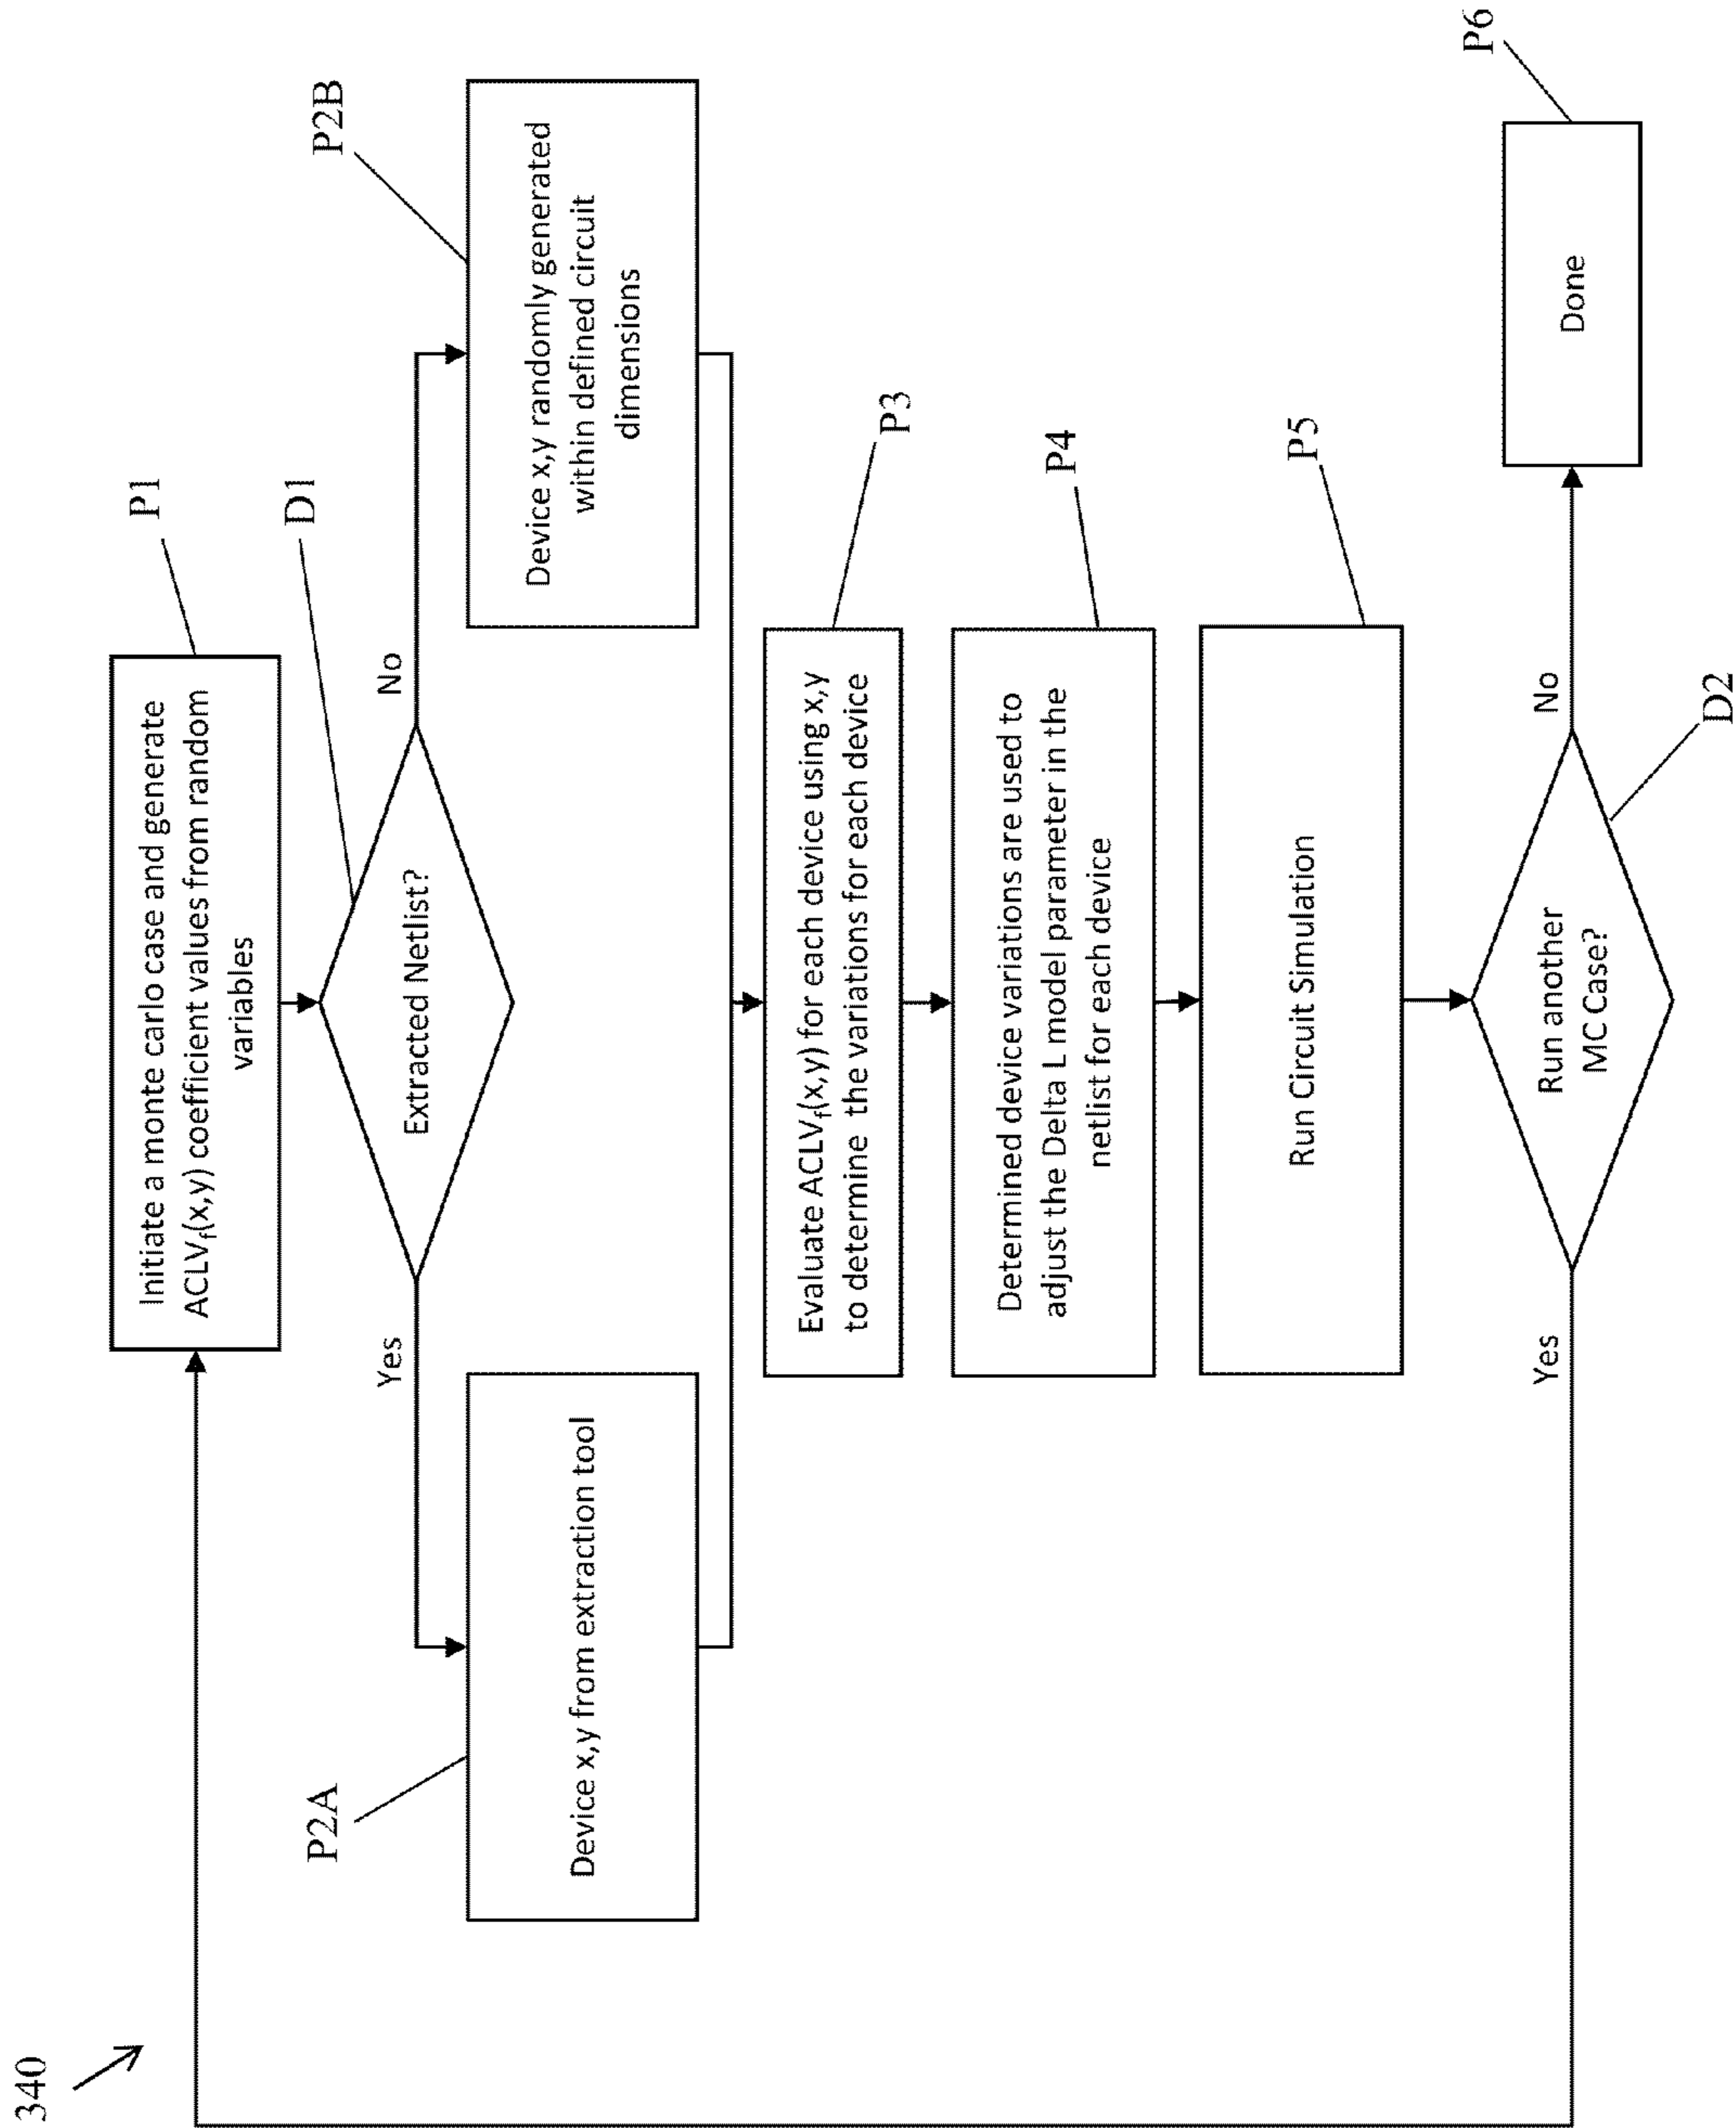 340
P1
Initiate a monte carlo case and generate
ACLVf(x,y) coefficient values from random
variables
D1
Extracted Netlist?
Yes
No
P2A
Device x,y from extraction tool
P2B
Device x,y randomly generated
within defined circuit
dimensions
P3
Evaluate ACLVf(x,y) for each device using x,y
to determine the variations for each device
P4
Determined device variations are used to
adjust the Delta L model parameter in the
netlist for each device
P5
Run Circuit Simulation
Run another
MC Case?
Yes
No
D2
Done
P6